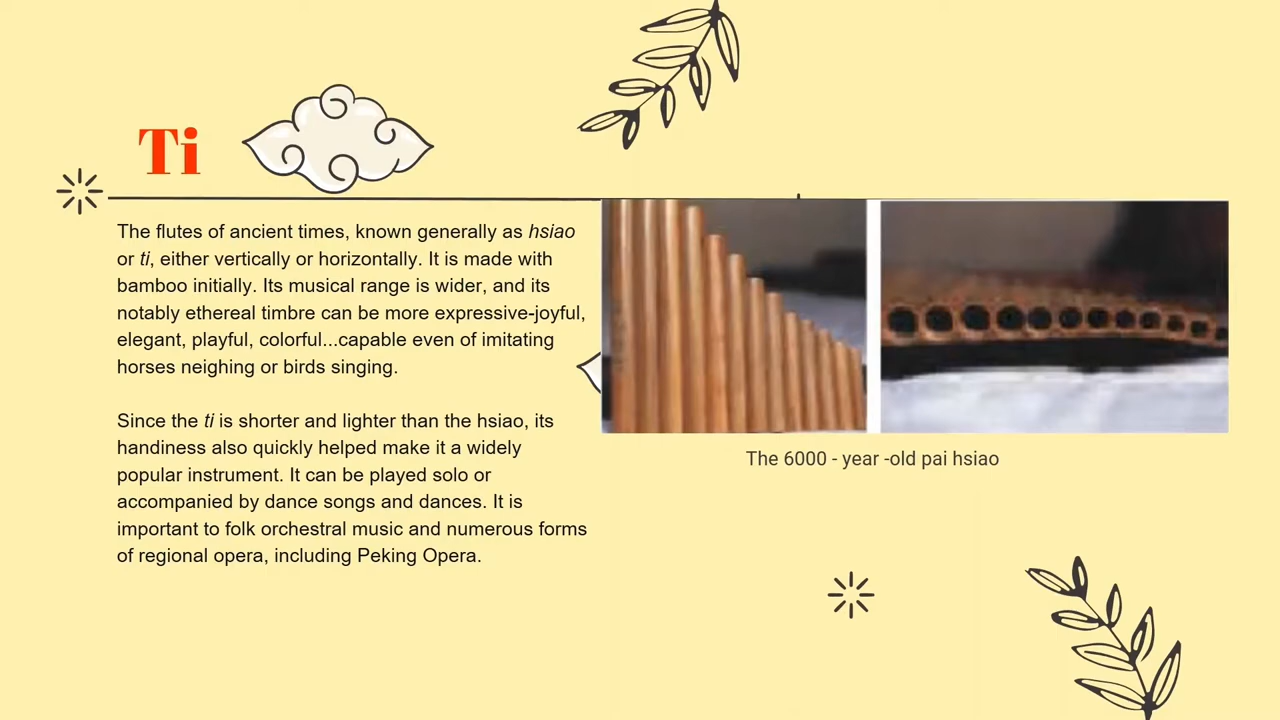 Ti
The flutes of ancient times, known generally as hsiao
or ti, either vertically or horizontally. It is made with
bamboo initially. Its musical range is wider, and its
notably ethereal timbre can be more expressive-joyful,
elegant, playful, colorful...capable even of imitating
horses neighing or birds singing.
Since the ti is shorter and lighter than the hsiao, its
handiness also quickly helped make it a widely
popular instrument. It can be played solo or
accompanied by dance songs and dances. It is
important to folk orchestral music and numerous forms
of regional opera, including Peking Opera.
The 6000 - year -old pai hsiao